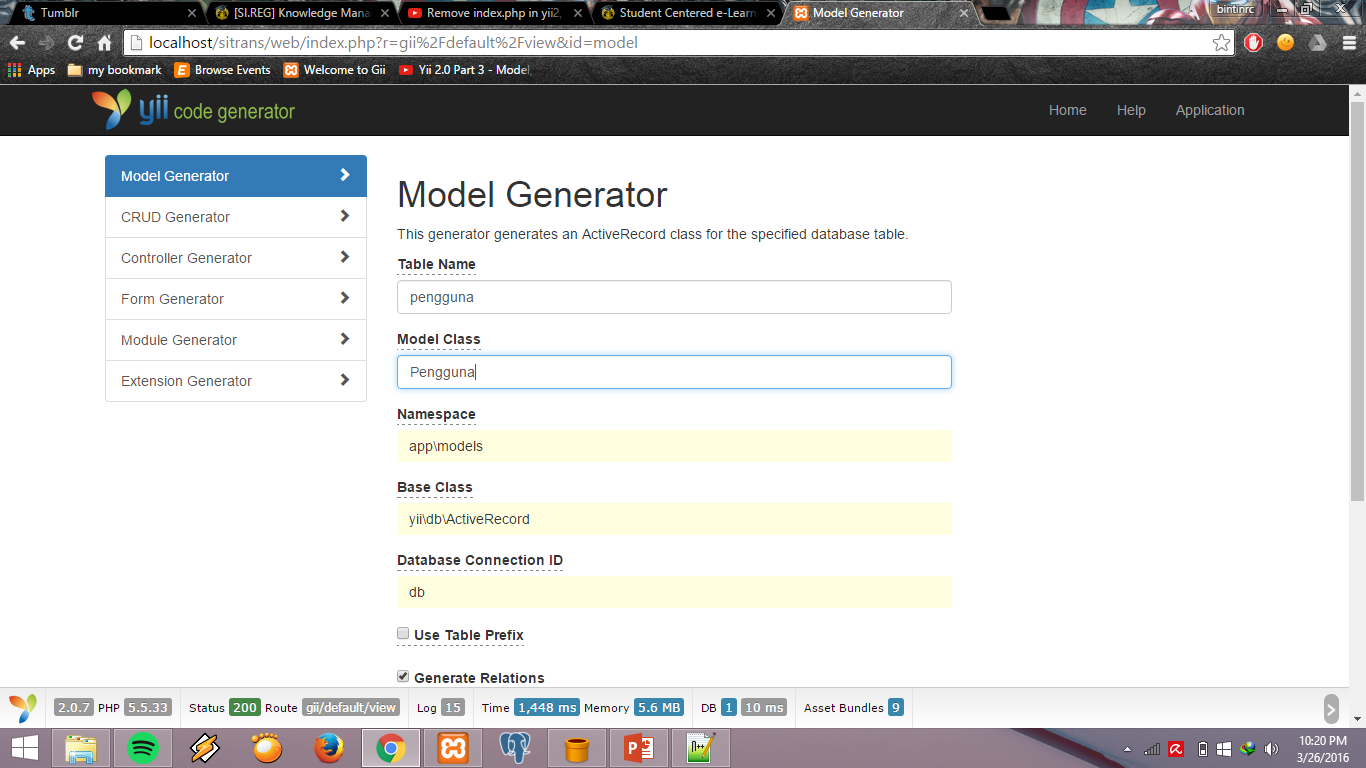 Tumblr
[SI.REG] Knowledge Mana
Remove index.php in yii2,
Student Centered e-Learn
Model Generator
bintinrc
localhost/sitrans/web/index.php?r=gii%2Fdefault%2Fview&id=model
Apps
my bookmark
Browse Events
Welcome to Gii
Yii 2.0 Part 3 - Model
yii code generator
Home
Help
Application
Model Generator
CRUD Generator
Controller Generator
Form Generator
Module Generator
Extension Generator
Model Generator
This generator generates an ActiveRecord class for the specified database table.
Table Name
pengguna
Model Class
Pengguna
Namespace
app\models
Base Class
yii\db\ActiveRecord
Database Connection ID
db
Use Table Prefix
Generate Relations
2.0.7 PHP 5.5.33
Status 200 Route gii/default/view
Log 15
Time 1,448 ms Memory 5.6 MB
DB 1 10 ms
Asset Bundles 9
10:20 PM
3/26/2016